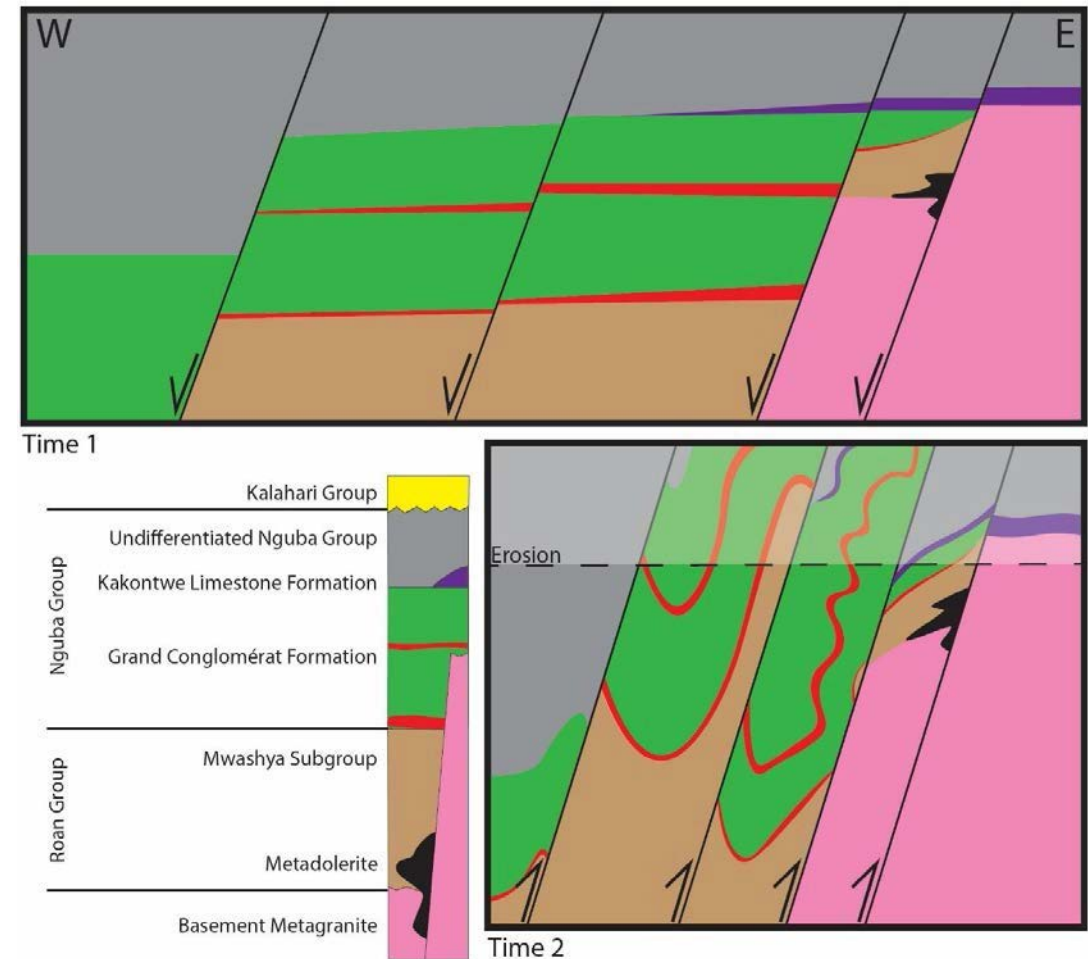 W
E
Time 1
Kalahari Group
Undifferentiated Nguba Group
Kakontwe Limestone Formation
Nguba Group
Grand Conglomérat Formation
Mwashya Subgroup
Roan Group
Metadolerite
Basement Metagranite
Erosion
Time 2